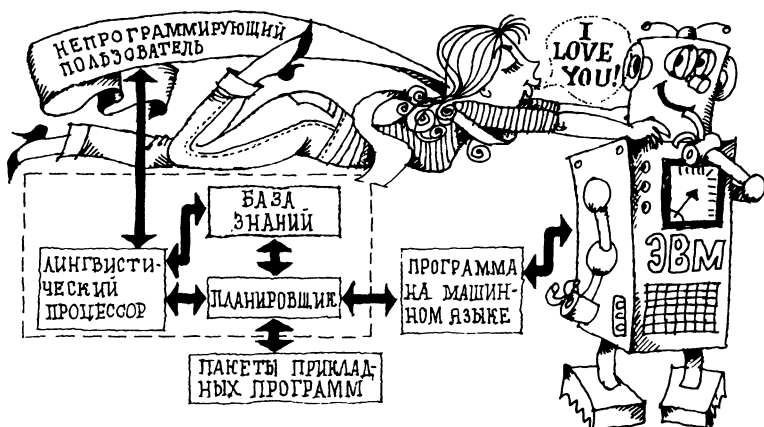 НЕПРОГРАММИРУЮЩИЙ
ПОЛЬЗОВАТЕЛЬ
I
LOVE
YOU!
БАЗА
ЗНАНИЙ
ЛИНГВИСТИ-
ЧЕСКИЙ
ПРОЦЕССОР
ПЛАНИРОВЩИК
ПРОГРАММА
НА МАШИН-
НОМ ЯЗЫКЕ
ЭВМ
ПАКЕТЫ ПРИКЛАД-
НЫХ ПРОГРАММ